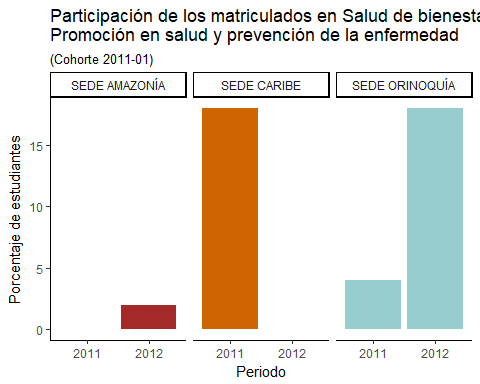 Participación de los matriculados en Salud de bienesta
Promoción en salud y prevención de la enfermedad
(Cohorte 2011-01)
SEDE AMAZONÍA SEDE CARIBE SEDE ORINOQUÍA
Porcentaje de estudiantes
15
10
5
0
2011 2012 2011 2012 2011 2012
Periodo